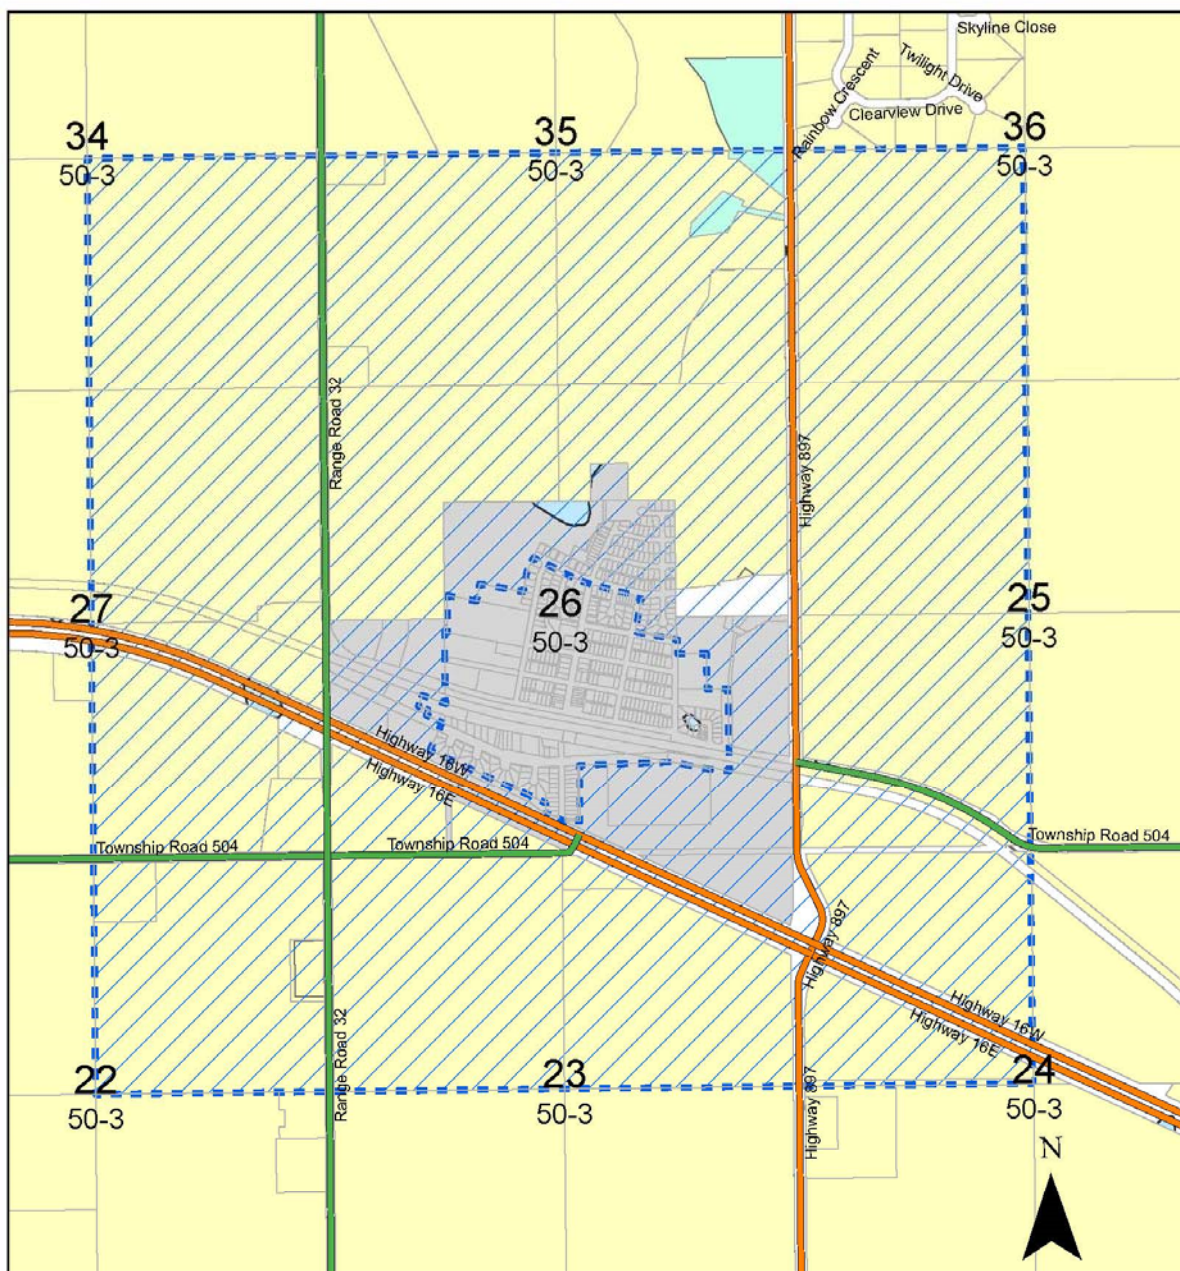 Skyline Close
Twilight Drive
Rainbow Crescent
Clearview Drive
34
50-3
35
50-3
36
50-3
Range Road 32
Highway 897
27
50-3
26
50-3
25
50-3
Highway 16W
Highway 16E
Township Road 504
Township Road 504
Township Road 504
Highway 897
Highway 16W
Highway 16E
Range Road 32
22
50-3
23
50-3
24
50-3
Highway 897
N